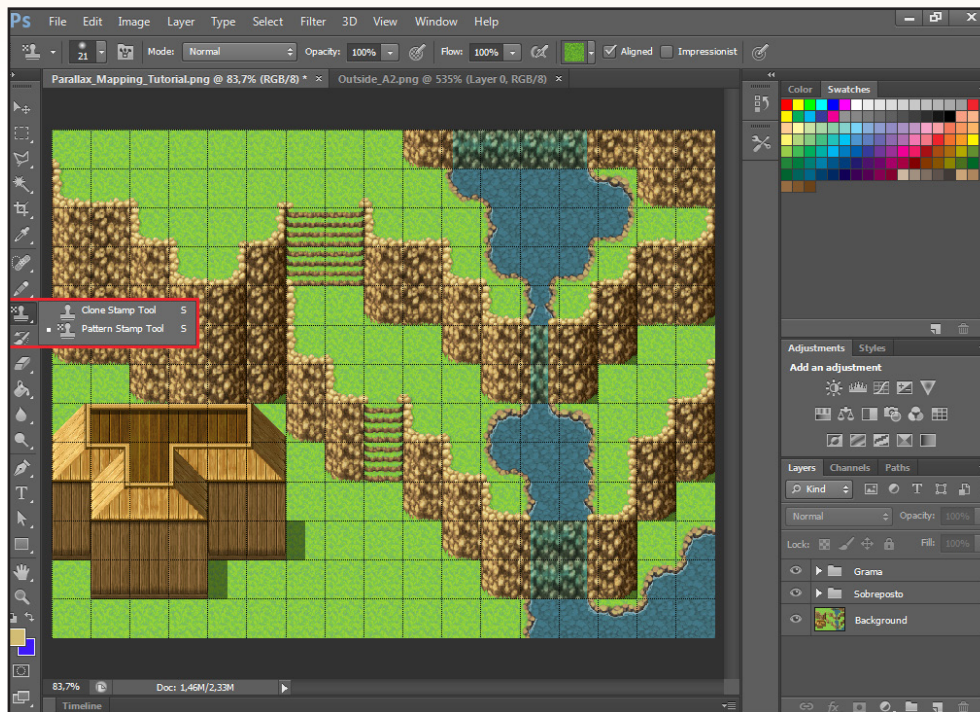 Ps File Edit Image Layer Type Select Filter 3D View Window Help
21 Mode: Normal Opacity: 100% Flow: 100% Aligned Impressionist
Parallax_Mapping_Tutorial.png @ 83,7% (RGB/8) * × Outside_A2.png @ 535% (Layer 0, RGB/8) ×
Color Swatches
Clone Stamp Tool S
Pattern Stamp Tool S
Adjustments Styles
Add an adjustment
Layers Channels Paths
Kind T
Normal Opacity: 100%
Lock: Fill: 100%
Grama
Sobreposto
Background
83,7% Doc: 1,46M/2,33M
Timeline
fx